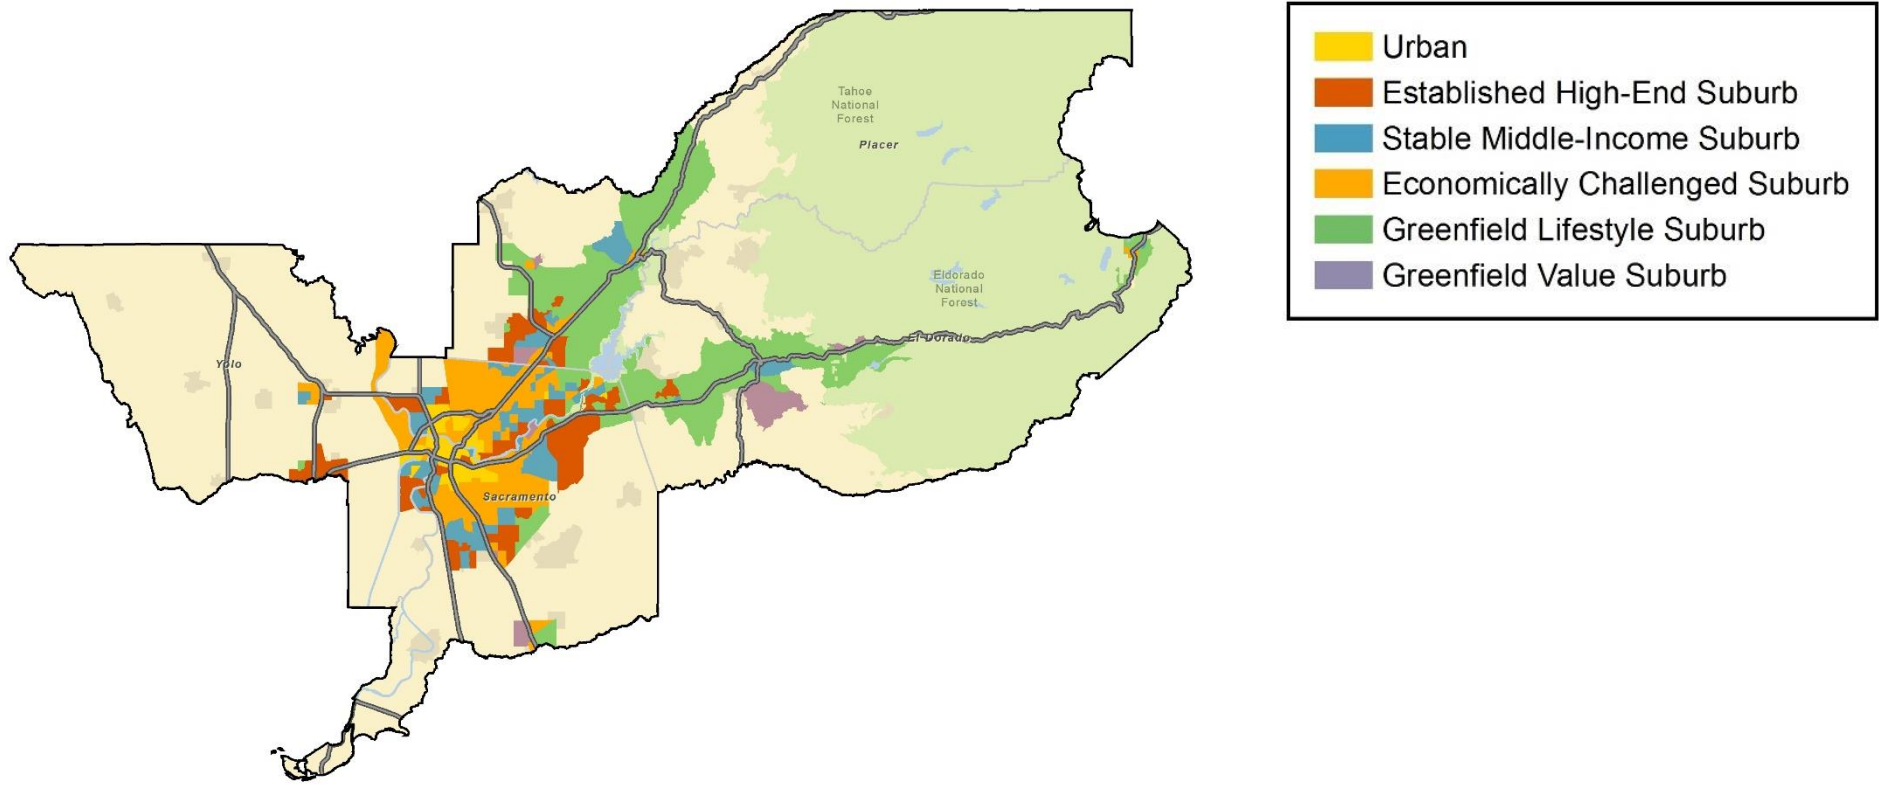 Tahoe
National
Forest
Placer
Eldorado
National
Forest
El Dorado
Yolo
Sacramento
Urban
Established High-End Suburb
Stable Middle-Income Suburb
Economically Challenged Suburb
Greenfield Lifestyle Suburb
Greenfield Value Suburb